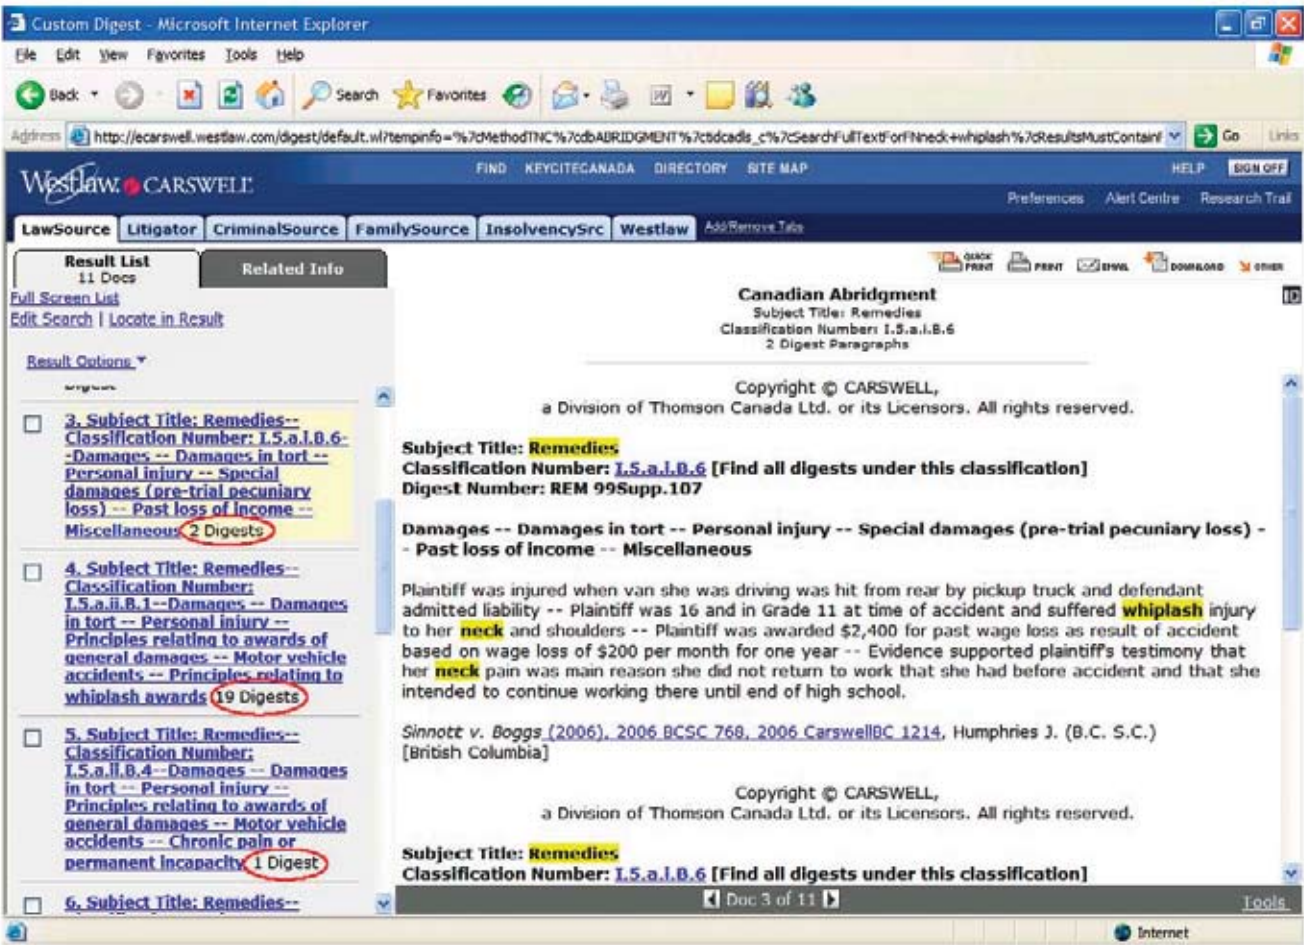 Custom Digest - Microsoft Internet Explorer
File Edit View Favorites Tools Help
Back Search Favorites
Address http://ecarswell.westlaw.com/digest/default.wl?tempinfo=%7cMethodTNC%7cdbABRIDGMENT%7ctidcadls_c%7cSearchFullTextForFNneck+whiplash%7cResultsMustContainF Go Links
Westlaw CARSWELL
FIND KEYCITECANADA DIRECTORY SITE MAP
HELP SIGN OFF
Preferences Alert Centre Research Trail
LawSource Litigator CriminalSource FamilySource InsolvencySrc Westlaw Add/Remove Tabs
Result List
11 Docs
Related Info
Full Screen List
Edit Search | Locate in Result
Result Options
Digest
3. Subject Title: Remedies--
Classification Number: I.5.a.i.B.6-
-Damages -- Damages in tort --
Personal injury -- Special
damages (pre-trial pecuniary
loss) -- Past loss of income --
Miscellaneous 2 Digests
4. Subject Title: Remedies--
Classification Number:
I.5.a.ii.B.1--Damages -- Damages
in tort -- Personal injury --
Principles relating to awards of
general damages -- Motor vehicle
accidents -- Principles relating to
whiplash awards 19 Digests
5. Subject Title: Remedies--
Classification Number:
I.5.a.ii.B.4--Damages -- Damages
in tort -- Personal injury --
Principles relating to awards of
general damages -- Motor vehicle
accidents -- Chronic pain or
permanent incapacity 1 Digest
6. Subject Title: Remedies--
QUICK PRINT PRINT EMAIL DOWNLOAD OTHER
Canadian Abridgment
Subject Title: Remedies
Classification Number: I.5.a.i.B.6
2 Digest Paragraphs
Copyright © CARSWELL,
a Division of Thomson Canada Ltd. or its Licensors. All rights reserved.
Subject Title: Remedies
Classification Number: I.5.a.i.B.6 [Find all digests under this classification]
Digest Number: REM 99Supp.107
Damages -- Damages in tort -- Personal injury -- Special damages (pre-trial pecuniary loss) -
- Past loss of income -- Miscellaneous
Plaintiff was injured when van she was driving was hit from rear by pickup truck and defendant
admitted liability -- Plaintiff was 16 and in Grade 11 at time of accident and suffered whiplash injury
to her neck and shoulders -- Plaintiff was awarded $2,400 for past wage loss as result of accident
based on wage loss of $200 per month for one year -- Evidence supported plaintiff's testimony that
her neck pain was main reason she did not return to work that she had before accident and that she
intended to continue working there until end of high school.
Sinnott v. Boggs (2006), 2006 BCSC 768, 2006 CarswellBC 1214, Humphries J. (B.C. S.C.)
[British Columbia]
Copyright © CARSWELL,
a Division of Thomson Canada Ltd. or its Licensors. All rights reserved.
Subject Title: Remedies
Classification Number: I.5.a.i.B.6 [Find all digests under this classification]
Doc 3 of 11
Tools
Internet